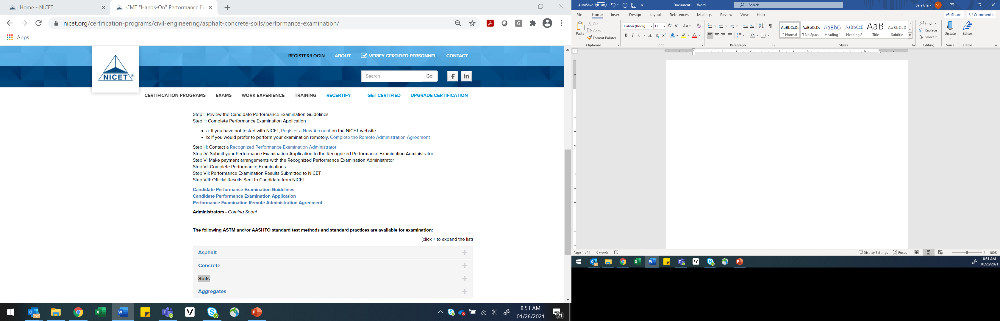 Home - NICET
CMT "Hands-On" Performance E
nicet.org/certification-programs/civil-engineering/asphalt-concrete-soils/performance-examination/
Apps
NICET
REGISTER/LOGIN ABOUT VERIFY CERTIFIED PERSONNEL CONTACT
Search Go!
CERTIFICATION PROGRAMS EXAMS WORK EXPERIENCE TRAINING RECERTIFY GET CERTIFIED UPGRADE CERTIFICATION
Step I: Review the Candidate Performance Examination Guidelines
Step II: Complete Performance Examination Application
• a: If you have not tested with NICET, Register a New Account on the NICET website
• b: If you would prefer to perform your examination remotely, Complete the Remote Administration Agreement
Step III: Contact a Recognized Performance Examination Administrator
Step IV: Submit your Performance Examination Application to the Recognized Performance Examination Administrator
Step V: Make payment arrangements with the Recognized Performance Examination Administrator
Step VI: Complete Performance Examinations
Step VII: Performance Examination Results Submitted to NICET
Step VIII: Official Results Sent to Candidate from NICET
Candidate Performance Examination Guidelines
Candidate Performance Examination Application
Performance Examination Remote Administration Agreement
Administrators - Coming Soon!
The following ASTM and/or AASHTO standard test methods and standard practices are available for examination:
(click + to expand the list)
Asphalt
Concrete
Soils
Aggregates
8:51 AM
01/26/2021
21
AutoSave Off Document1 - Word Search Sara Clark SC
File Home Insert Design Layout References Mailings Review View Help Share Comments
Paste Cut Copy Format Painter
Calibri (Body) 11
AaBbCcDc AaBbCcDc AaBbCc AaBbCcC AaB AaBbCcD
¶ Normal ¶ No Spac... Heading 1 Heading 2 Title Subtitle
Find Replace Select
Dictate Editor
Clipboard Font Paragraph Styles Editing Voice Editor
Page 1 of 1 0 words Display Settings Focus 100%
8:51 AM
01/26/2021